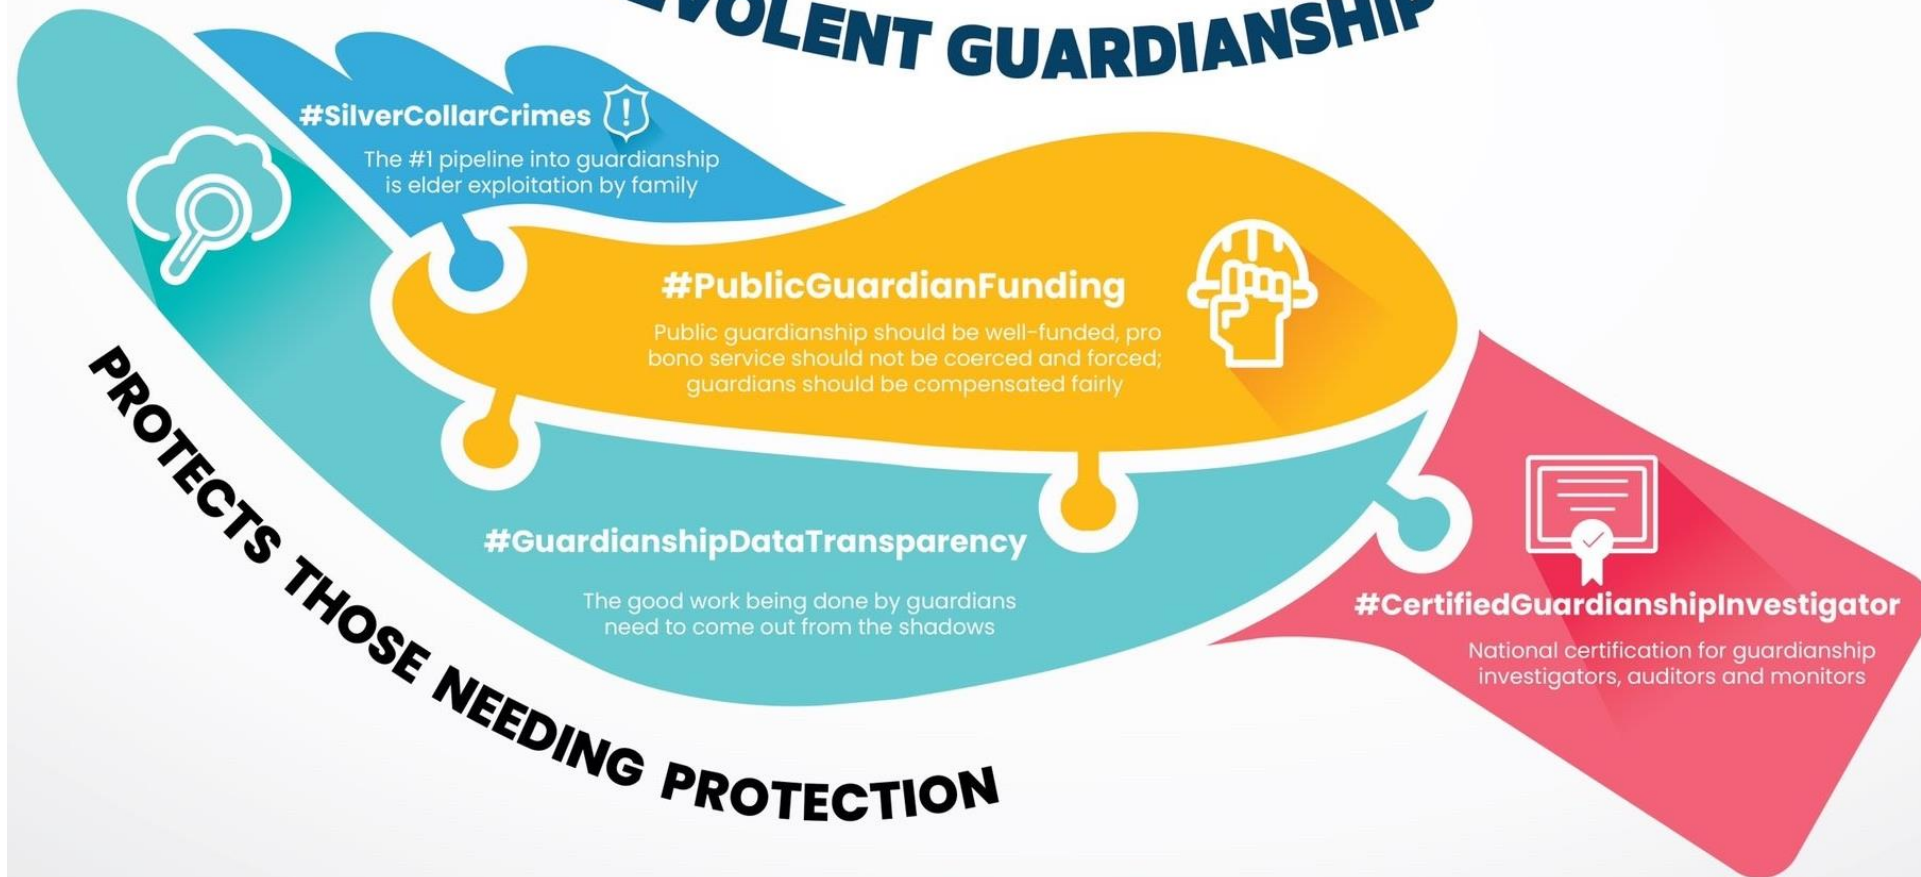 GUARDIANSHIP
#SilverCollarCrimes
The #1 pipeline into guardianship
is elder exploitation by family
#PublicGuardianFunding
Public guardianship should be well-funded, pro
bono service should not be coerced and forced;
guardians should be compensated fairly
#GuardianshipDataTransparency
The good work being done by guardians
need to come out from the shadows
#CertifiedGuardianshipInvestigator
National certification for guardianship
investigators, auditors and monitors
PROTECTS THOSE NEEDING PROTECTION